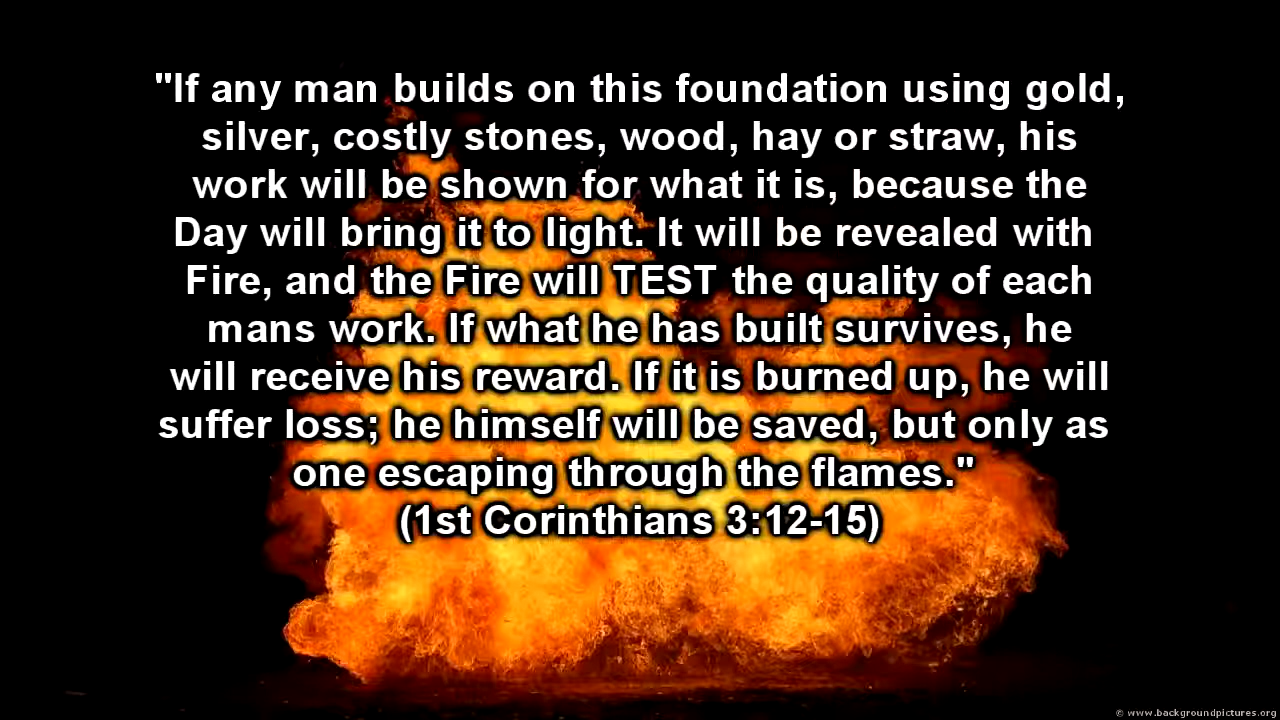 "If any man builds on this foundation using gold,
silver, costly stones, wood, hay or straw, his
work will be shown for what it is, because the
Day will bring it to light. It will be revealed with
Fire, and the Fire will TEST the quality of each
mans work. If what he has built survives, he
will receive his reward. If it is burned up, he will
suffer loss; he himself will be saved, but only as
one escaping through the flames."
(1st Corinthians 3:12-15)
© www.backgroundpictures.org